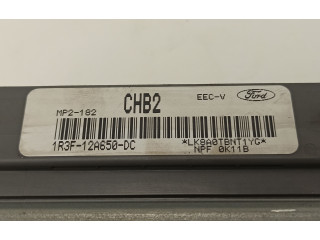 CHB2 EEC-V Ford
MP2-182
1R3F-12A650-DC *LK9A0TBNT1YG*
NPF 0K11B